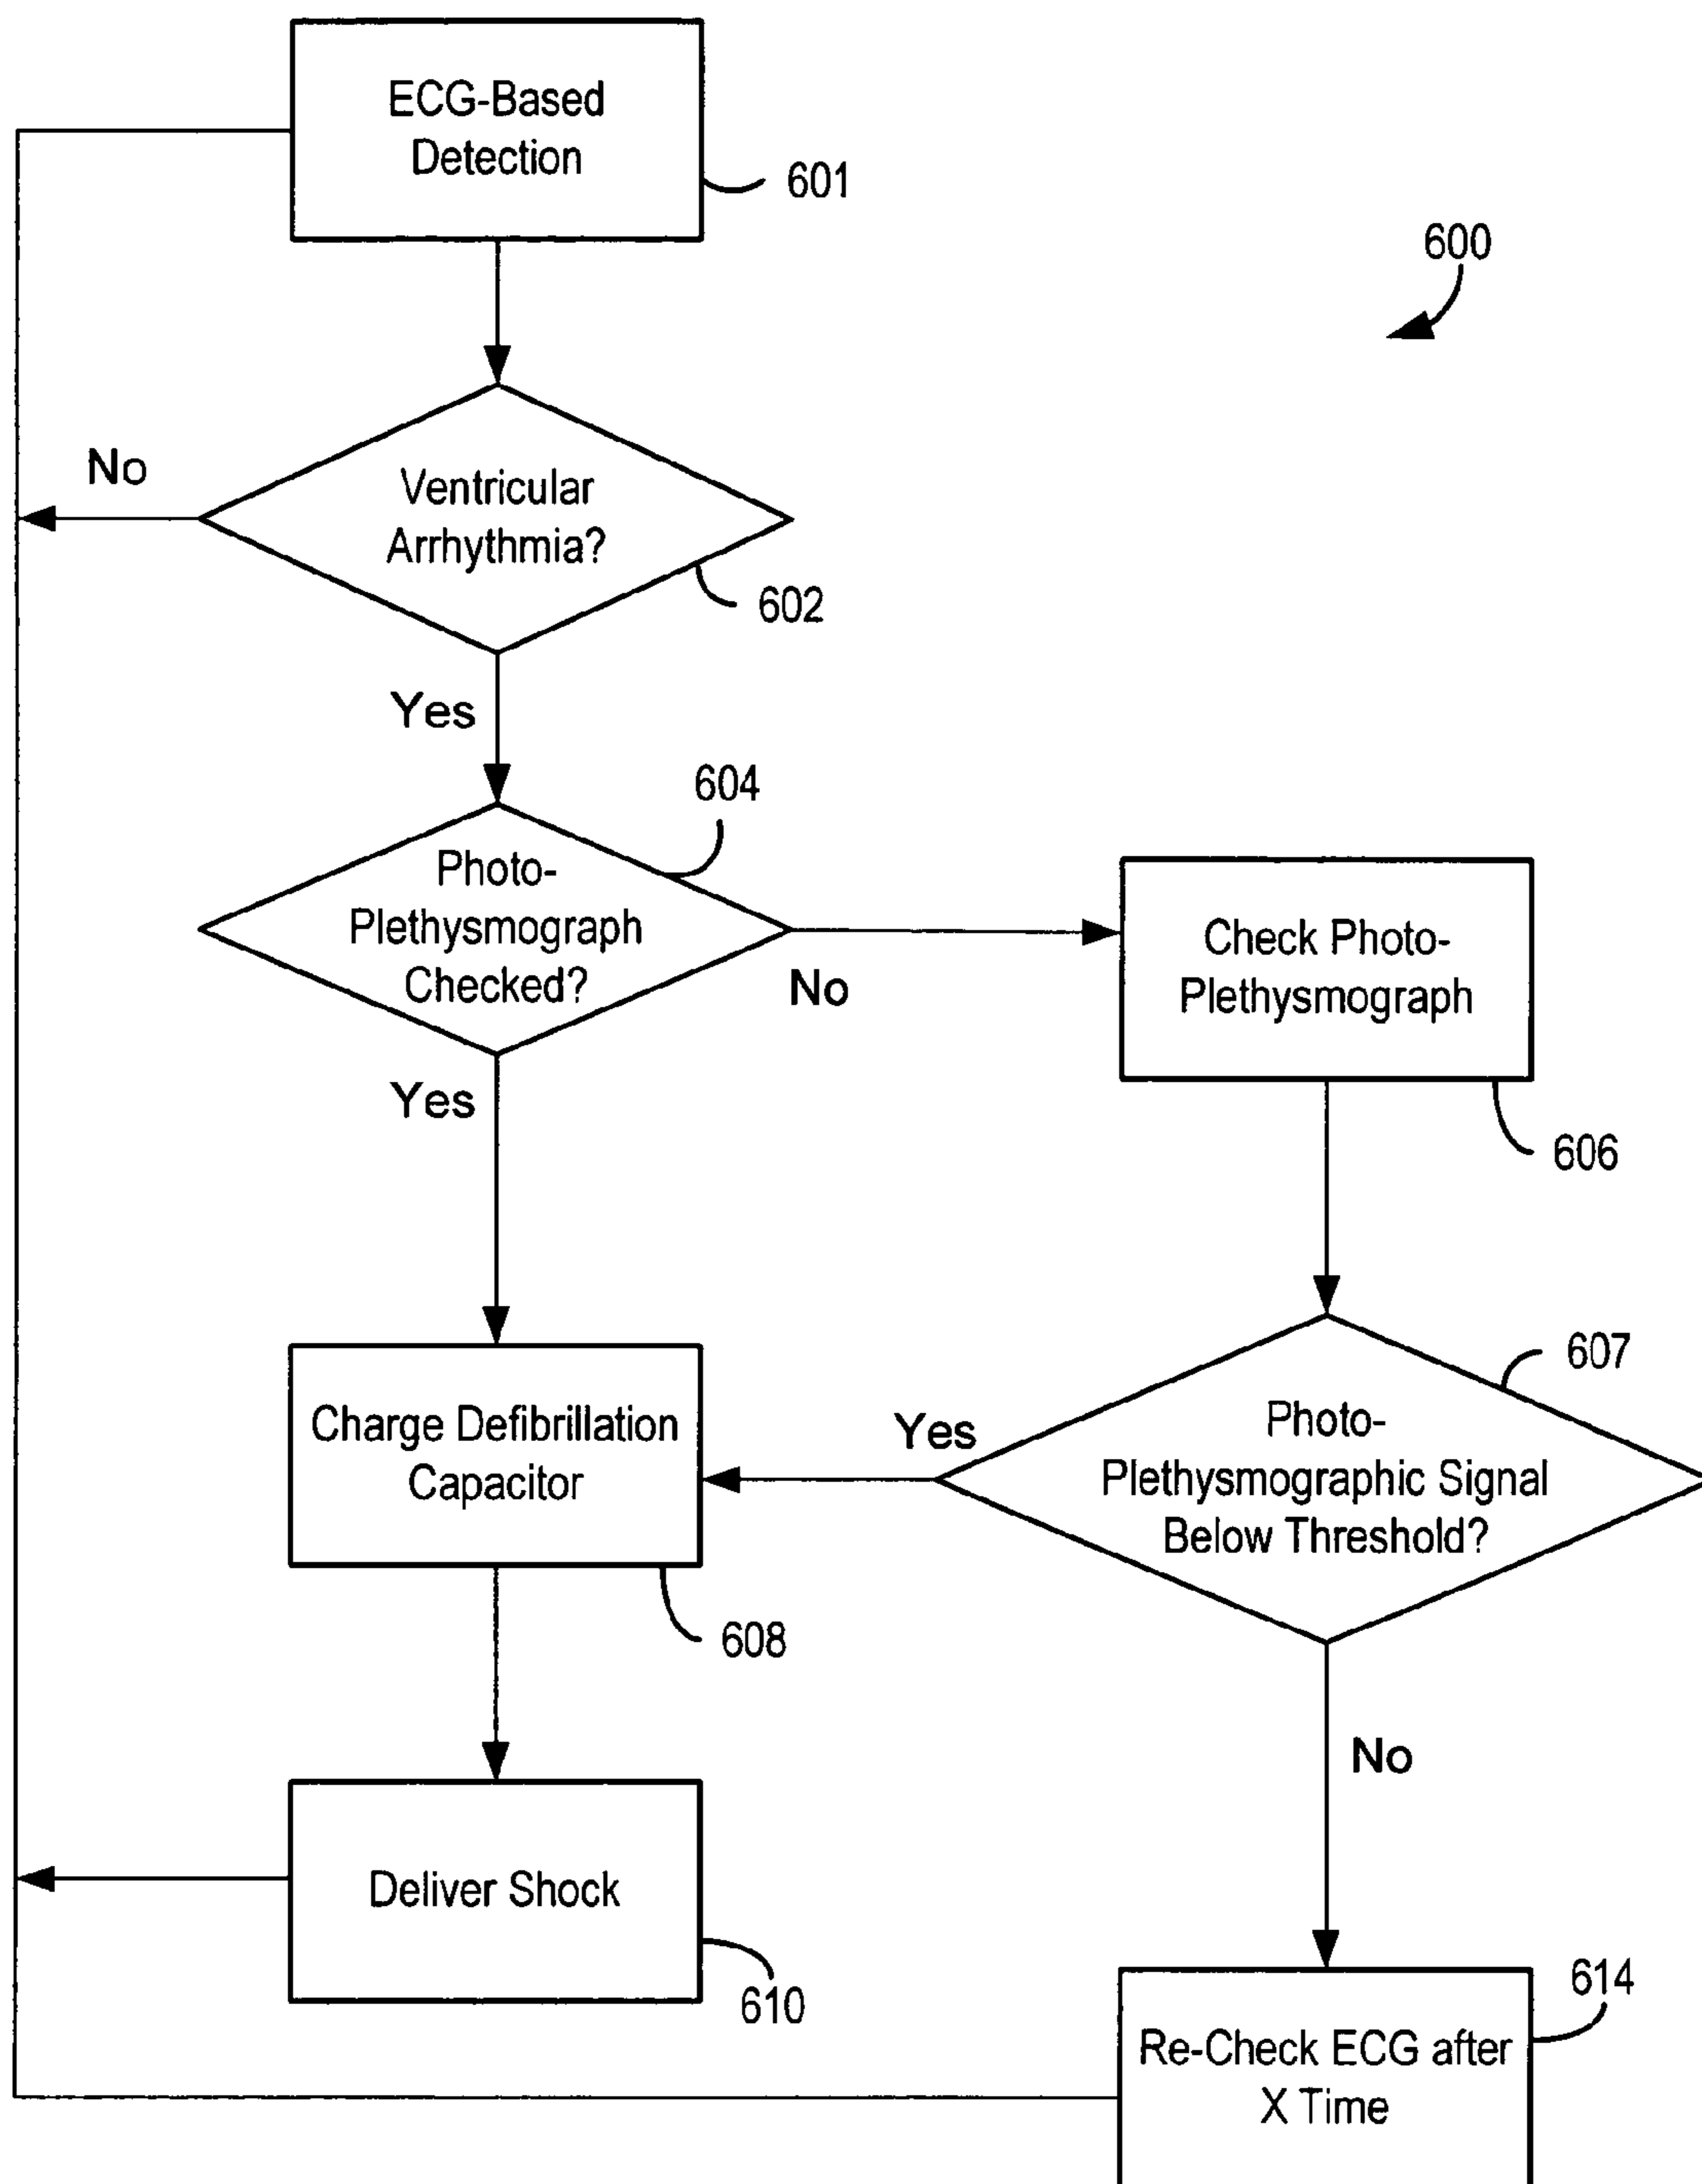 ECG-Based
Detection
601
600
No
Ventricular
Arrhythmia?
602
Yes
604
Photo-
Plethysmograph
Checked?
No
Check Photo-
Plethysmograph
606
Yes
607
Photo-
Plethysmographic Signal
Below Threshold?
Yes
Charge Defibrillation
Capacitor
608
No
Deliver Shock
610
614
Re-Check ECG after
X Time